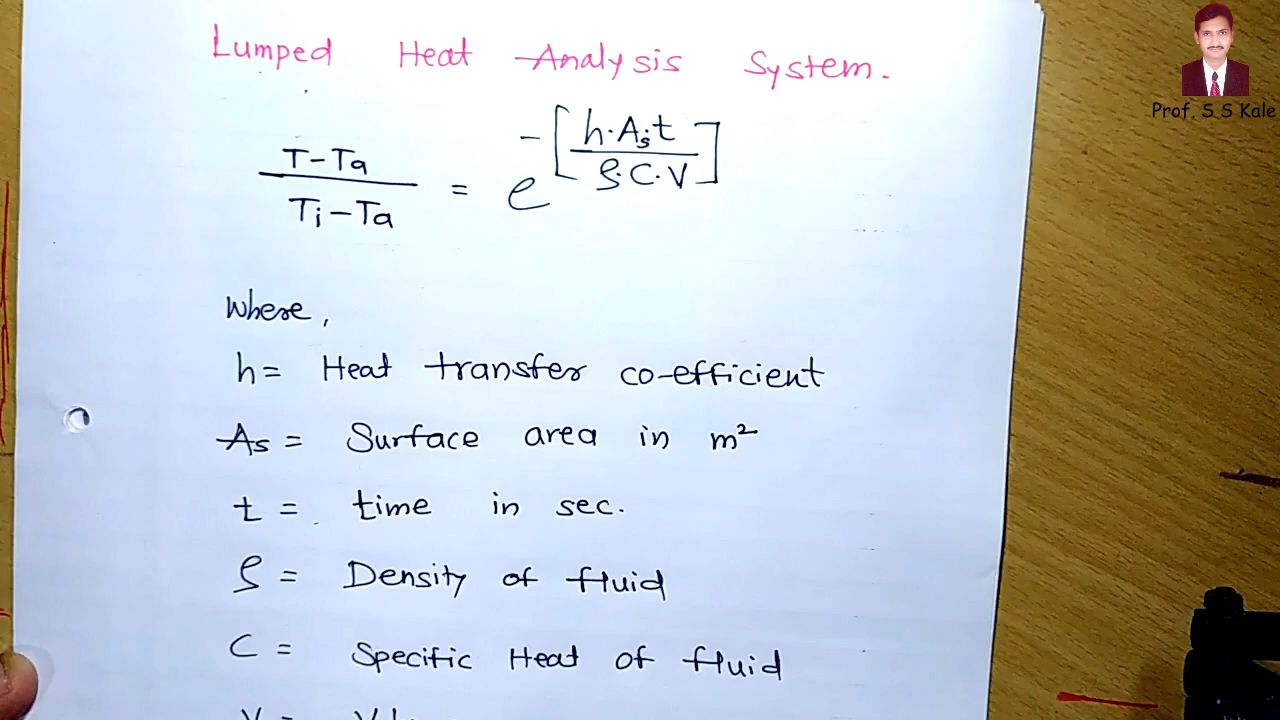 Lumped Heat Analysis System.
Prof. S S Kale
T-Ta / Ti-Ta = e -[h.As t / ρ.C.V]
Where,
h = Heat transfer co-efficient
As = Surface area in m²
t = time in sec.
ρ = Density of fluid
C = Specific Heat of fluid
V =